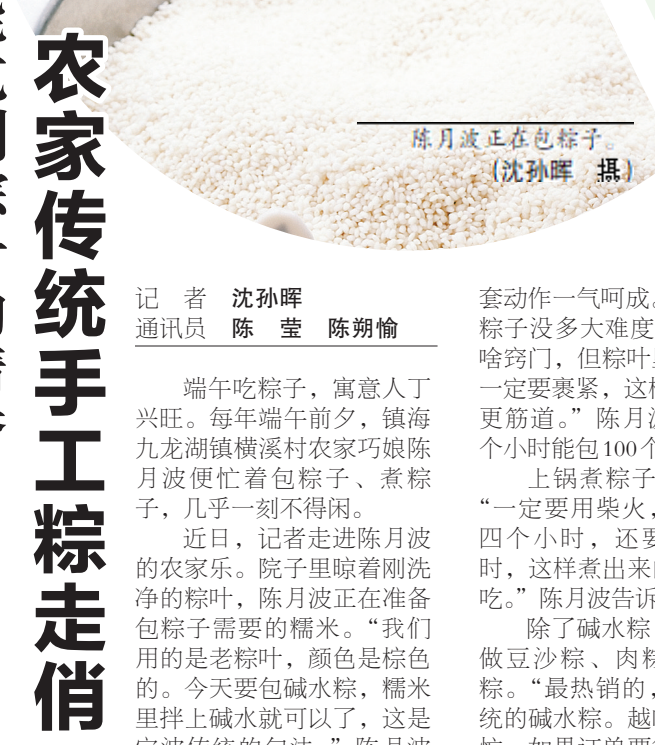 农家传统手工粽走俏
陈月波正在包粽子。
(沈孙晖 摄)
记 者 沈孙晖
通讯员 陈 莹 陈朔愉
端午吃粽子，寓意人丁
兴旺。每年端午前夕，镇海
九龙湖镇横溪村农家巧娘陈
月波便忙着包粽子、煮粽
子，几乎一刻不得闲。
近日，记者走进陈月波
的农家乐。院子里晾着刚洗
净的粽叶，陈月波正在准备
包粽子需要的糯米。“我们
用的是老粽叶，颜色是棕色
的。今天要包碱水粽，糯米
里拌上碱水就可以了，这是
套动作一气呵成。
粽子没多大难度
啥窍门，但粽叶
一定要裹紧，这样
更筋道。”陈月波
个小时能包100个
上锅煮粽子
“一定要用柴火，
四个小时，还要
时，这样煮出来
吃。”陈月波告诉
除了碱水粽
做豆沙粽、肉粽
粽。“最热销的，
统的碱水粽。越